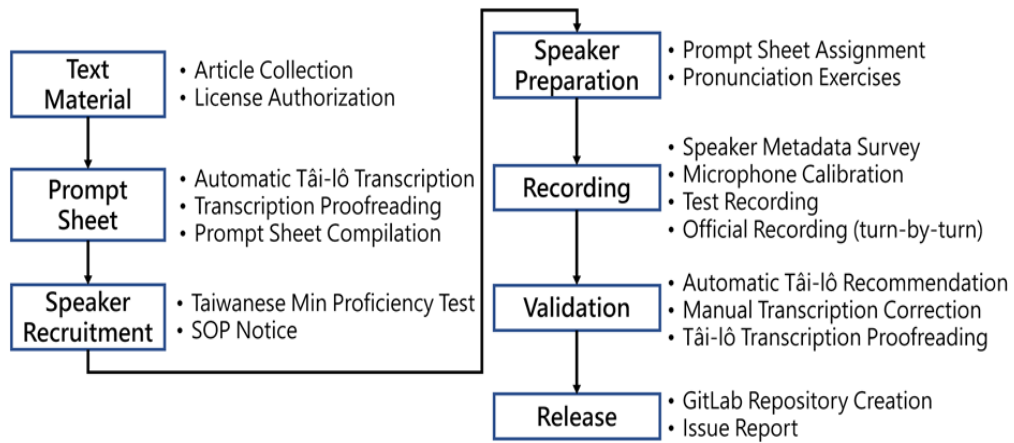 Text
Material
• Article Collection
• License Authorization
Prompt
Sheet
• Automatic Tâi-lô Transcription
• Transcription Proofreading
• Prompt Sheet Compilation
Speaker
Recruitment
• Taiwanese Min Proficiency Test
• SOP Notice
Speaker
Preparation
• Prompt Sheet Assignment
• Pronunciation Exercises
Recording
• Speaker Metadata Survey
• Microphone Calibration
• Test Recording
• Official Recording (turn-by-turn)
Validation
• Automatic Tâi-lô Recommendation
• Manual Transcription Correction
• Tâi-lô Transcription Proofreading
Release
• GitLab Repository Creation
• Issue Report